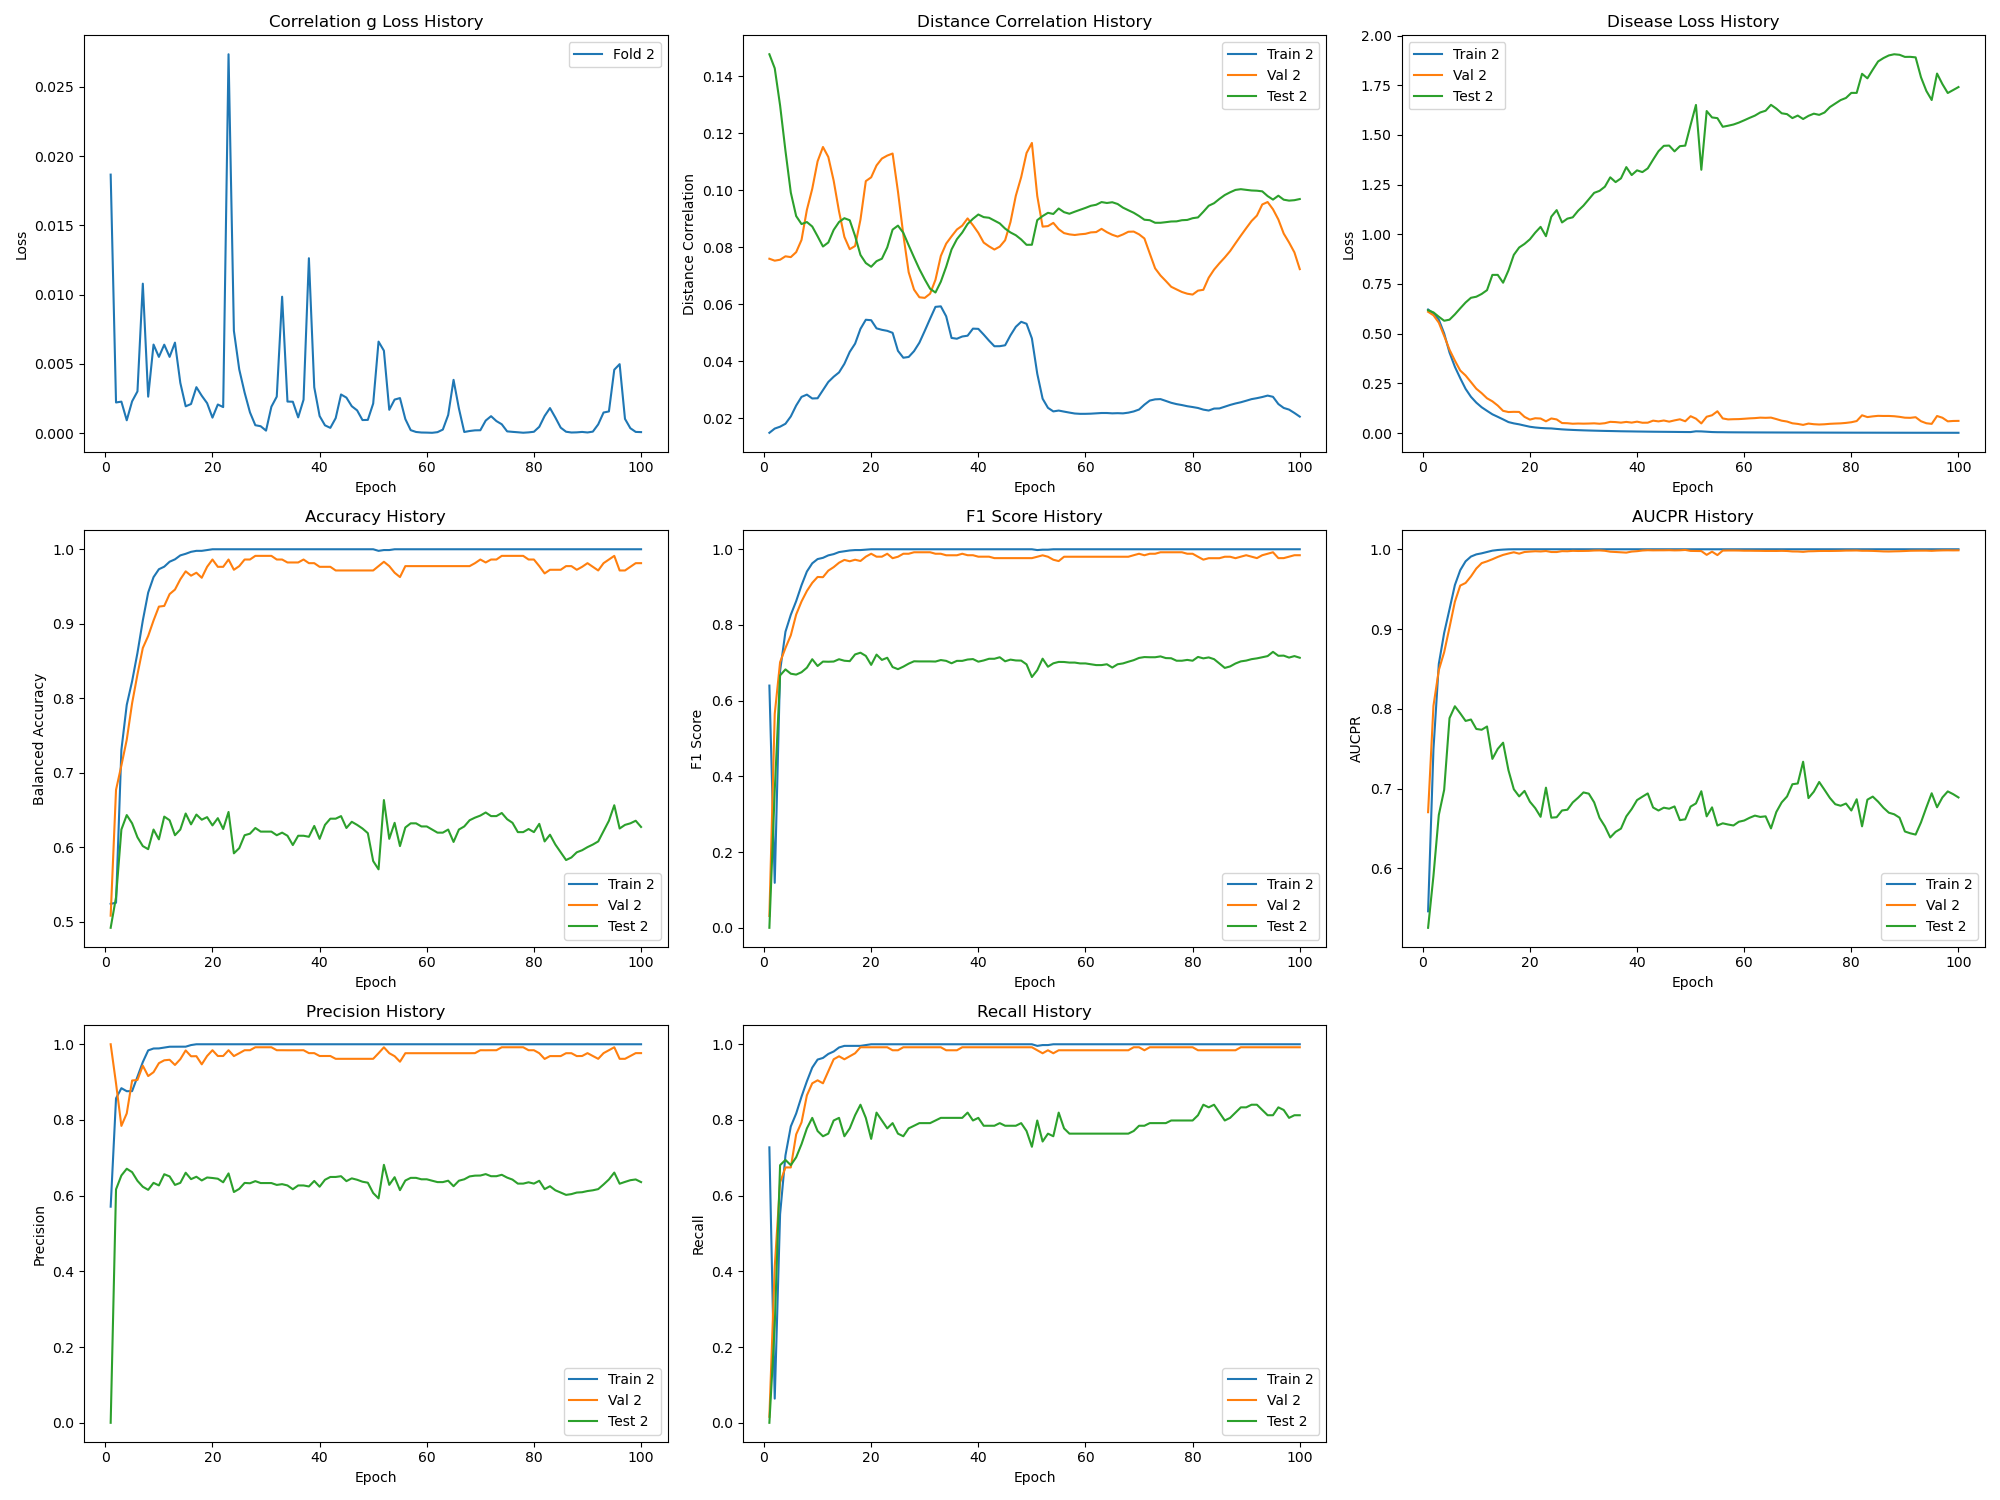 Correlation g Loss History
Fold 2
0.025
0.020
0.015
0.010
0.005
0.000
Loss
0 20 40 60 80 100
Epoch
Distance Correlation History
Train 2
Val 2
Test 2
0.14
0.12
0.10
0.08
0.06
0.04
0.02
Distance Correlation
0 20 40 60 80 100
Epoch
Disease Loss History
Train 2
Val 2
Test 2
2.00
1.75
1.50
1.25
1.00
0.75
0.50
0.25
0.00
Loss
0 20 40 60 80 100
Epoch
Accuracy History
1.0
0.9
0.8
0.7
0.6
0.5
Balanced Accuracy
Train 2
Val 2
Test 2
0 20 40 60 80 100
Epoch
F1 Score History
1.0
0.8
0.6
0.4
0.2
0.0
F1 Score
Train 2
Val 2
Test 2
0 20 40 60 80 100
Epoch
AUCPR History
1.0
0.9
0.8
0.7
0.6
AUCPR
Train 2
Val 2
Test 2
0 20 40 60 80 100
Epoch
Precision History
1.0
0.8
0.6
0.4
0.2
0.0
Precision
Train 2
Val 2
Test 2
0 20 40 60 80 100
Epoch
Recall History
1.0
0.8
0.6
0.4
0.2
0.0
Recall
Train 2
Val 2
Test 2
0 20 40 60 80 100
Epoch